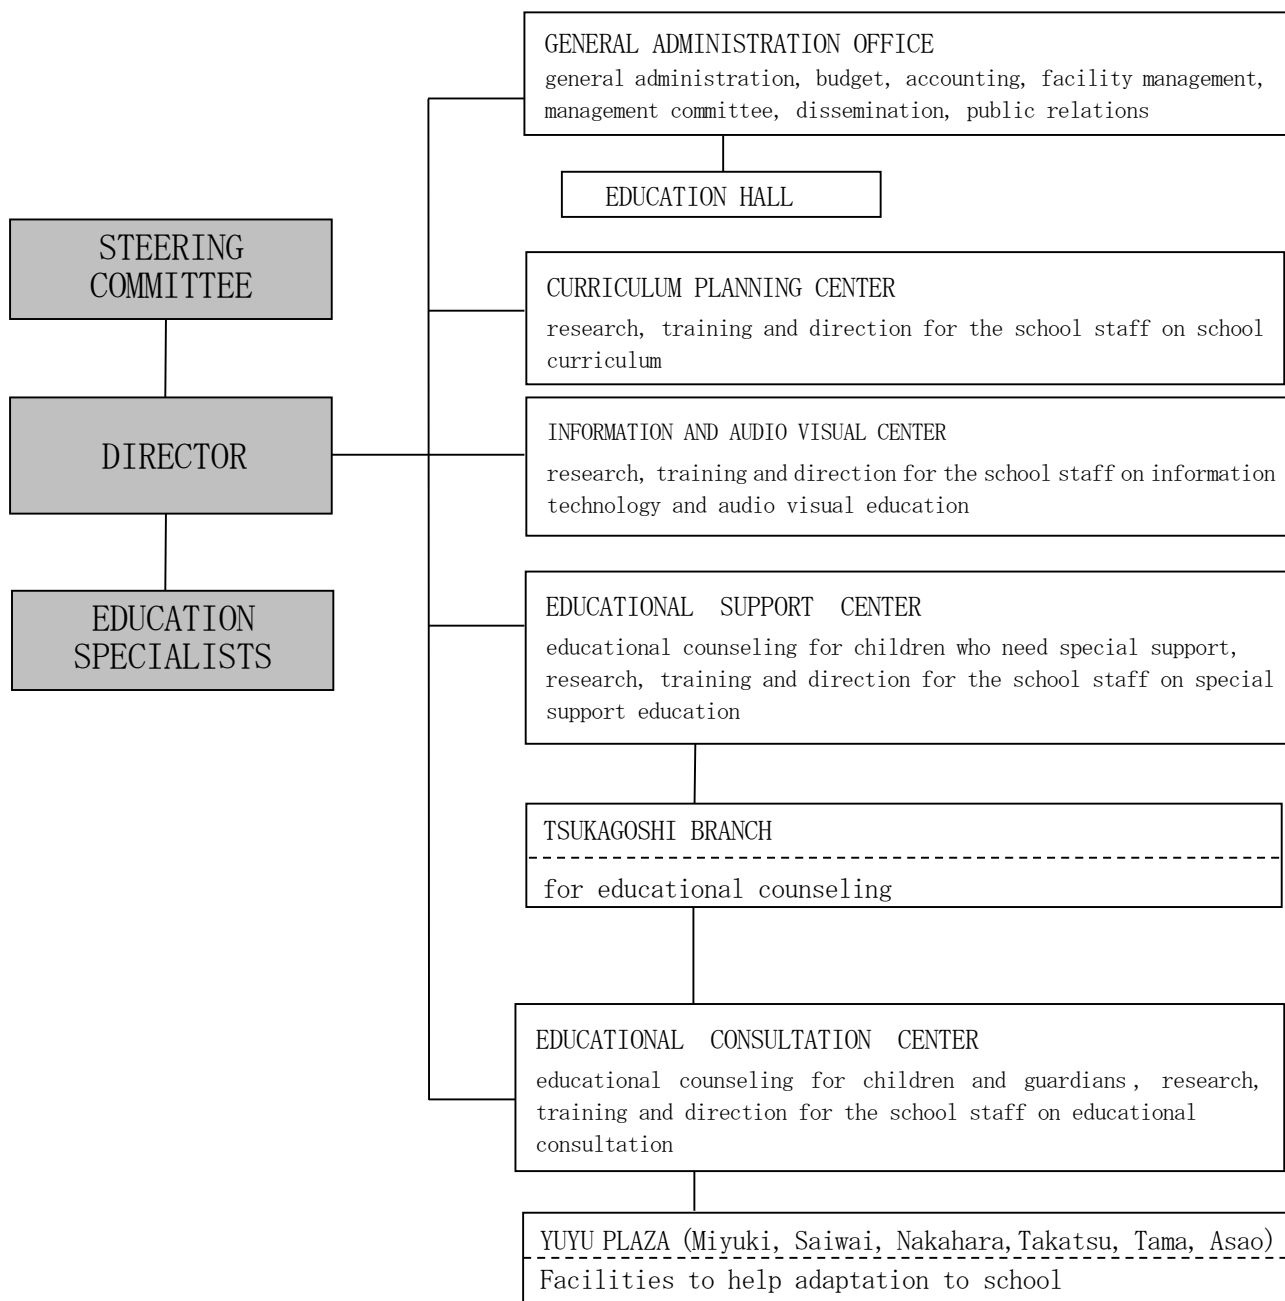 GENERAL ADMINISTRATION OFFICE
general administration, budget, accounting, facility management,
management committee, dissemination, public relations
EDUCATION HALL
STEERING
COMMITTEE
CURRICULUM PLANNING CENTER
research, training and direction for the school staff on school
curriculum
DIRECTOR
INFORMATION AND AUDIO VISUAL CENTER
research, training and direction for the school staff on information
technology and audio visual education
EDUCATION
SPECIALISTS
EDUCATIONAL SUPPORT CENTER
educational counseling for children who need special support,
research, training and direction for the school staff on special
support education
TSUKAGOSHI BRANCH
for educational counseling
EDUCATIONAL CONSULTATION CENTER
educational counseling for children and guardians, research,
training and direction for the school staff on educational
consultation
YUYU PLAZA (Miyuki, Saiwai, Nakahara, Takatsu, Tama, Asao)
Facilities to help adaptation to school